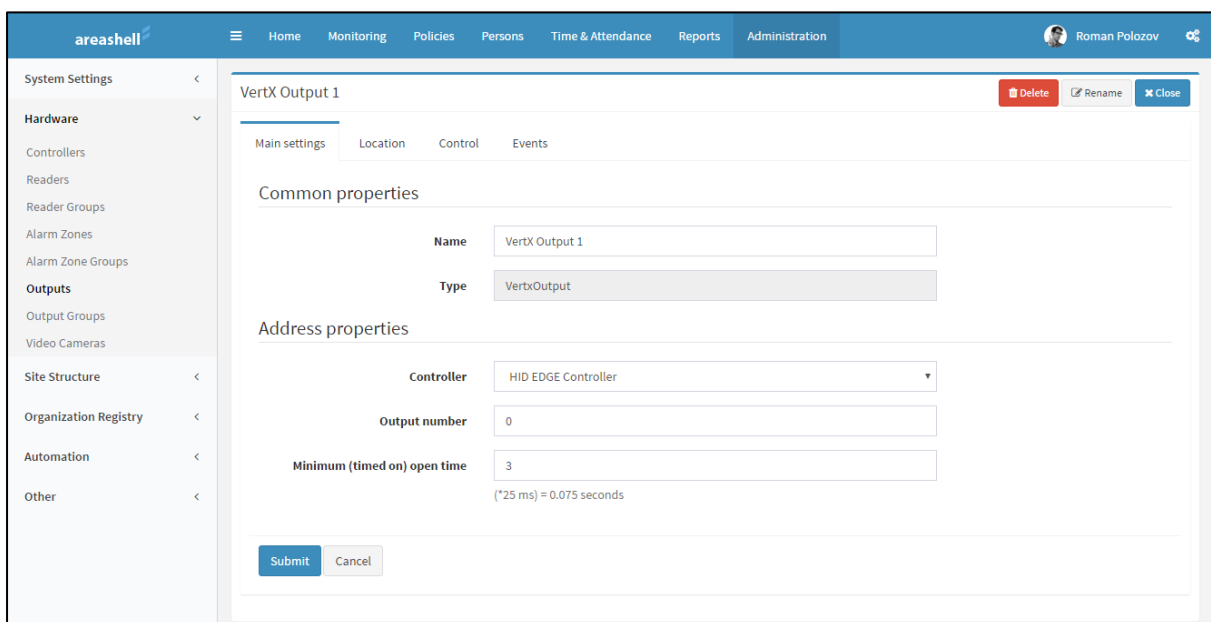 areashell
Home Monitoring Policies Persons Time & Attendance Reports Administration
Roman Polozov
System Settings
Hardware
Controllers
Readers
Reader Groups
Alarm Zones
Alarm Zone Groups
Outputs
Output Groups
Video Cameras
Site Structure
Organization Registry
Automation
Other
VertX Output 1
Delete Rename Close
Main settings Location Control Events
Common properties
Name VertX Output 1
Type VertxOutput
Address properties
Controller HID EDGE Controller
Output number 0
Minimum (timed on) open time 3
(*25 ms) = 0.075 seconds
Submit Cancel